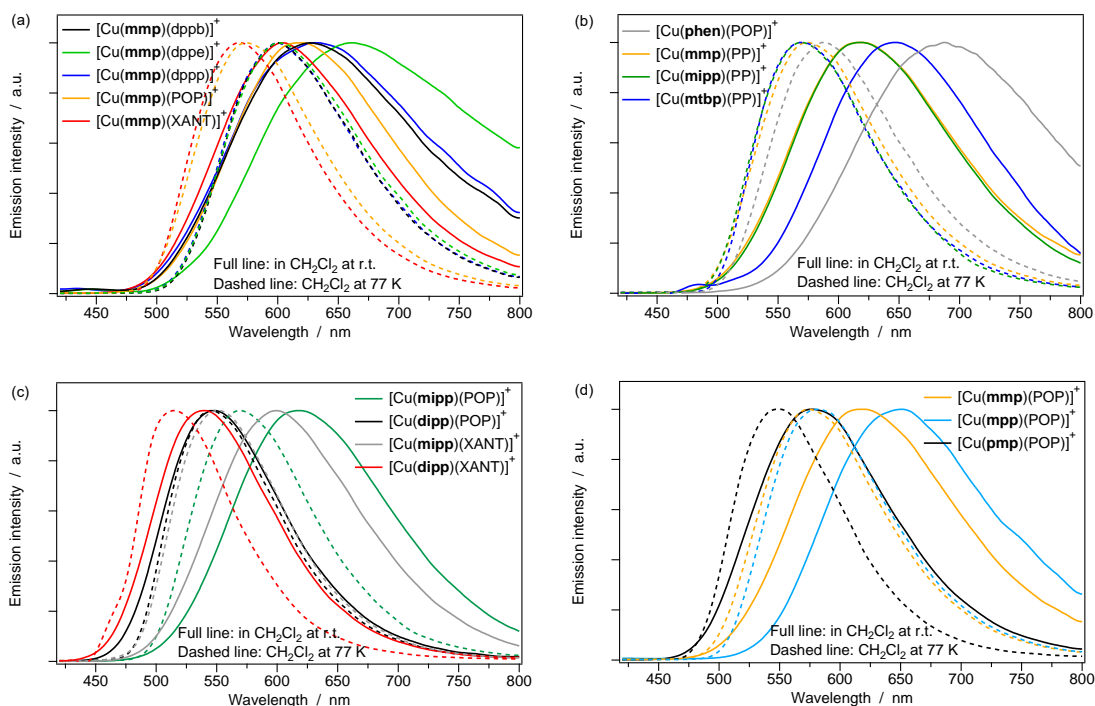 (a)
[Cu(mmp)(dppb)]+
[Cu(mmp)(dppe)]+
[Cu(mmp)(dppp)]+
[Cu(mmp)(POP)]+
[Cu(mmp)(XANT)]+
Emission intensity / a.u.
Full line: in CH2Cl2 at r.t.
Dashed line: CH2Cl2 at 77 K
450 500 550 600 650 700 750 800
Wavelength / nm
(b)
[Cu(phen)(POP)]+
[Cu(mmp)(PP)]+
[Cu(mipp)(PP)]+
[Cu(mtbp)(PP)]+
Emission intensity / a.u.
Full line: in CH2Cl2 at r.t.
Dashed line: CH2Cl2 at 77 K
450 500 550 600 650 700 750 800
Wavelength / nm
(c)
[Cu(mipp)(POP)]+
[Cu(dipp)(POP)]+
[Cu(mipp)(XANT)]+
[Cu(dipp)(XANT)]+
Emission intensity / a.u.
Full line: in CH2Cl2 at r.t.
Dashed line: CH2Cl2 at 77 K
450 500 550 600 650 700 750 800
Wavelength / nm
(d)
[Cu(mmp)(POP)]+
[Cu(mpp)(POP)]+
[Cu(pmp)(POP)]+
Emission intensity / a.u.
Full line: in CH2Cl2 at r.t.
Dashed line: CH2Cl2 at 77 K
450 500 550 600 650 700 750 800
Wavelength / nm